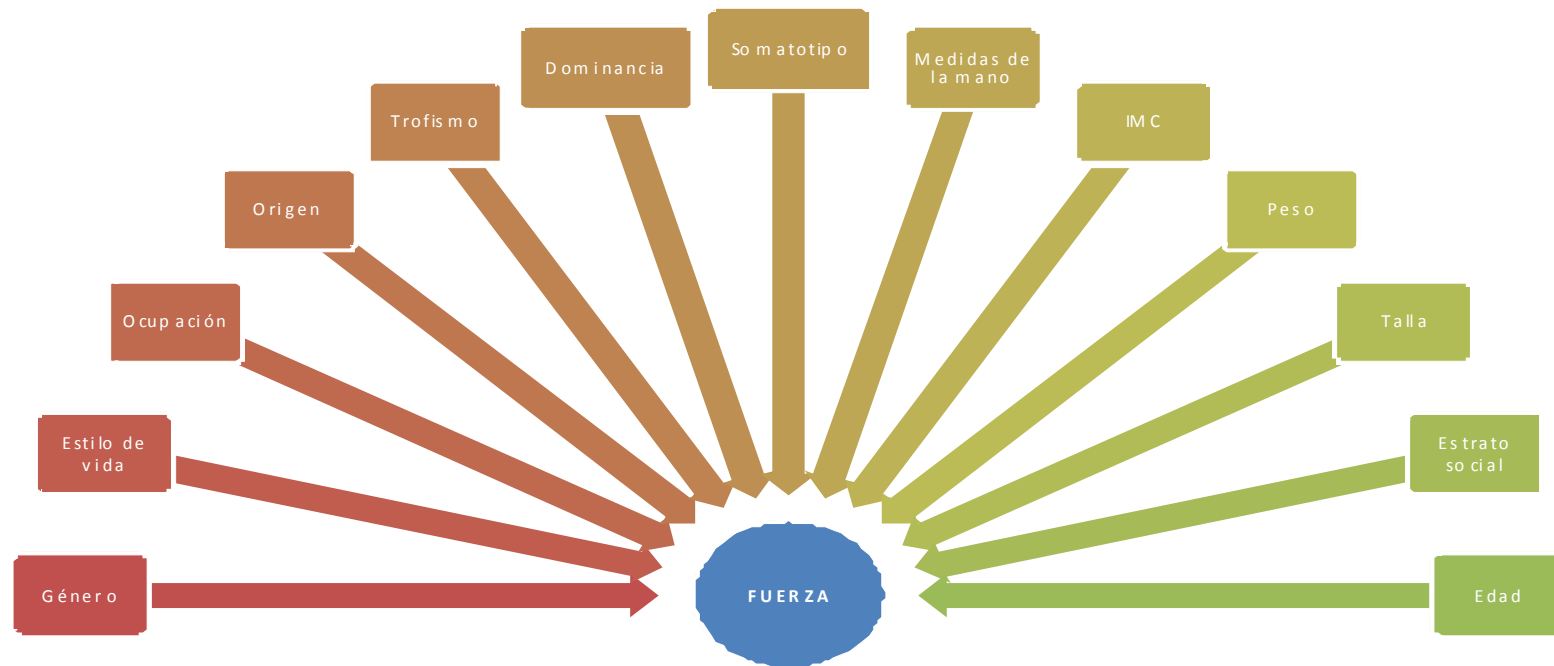 Género
Estilo de
vida
Ocupación
Origen
Trofismo
Dominancia
Somatotipo
Medidas de
la mano
IMC
Peso
Talla
Estrato
social
Edad
FUERZA